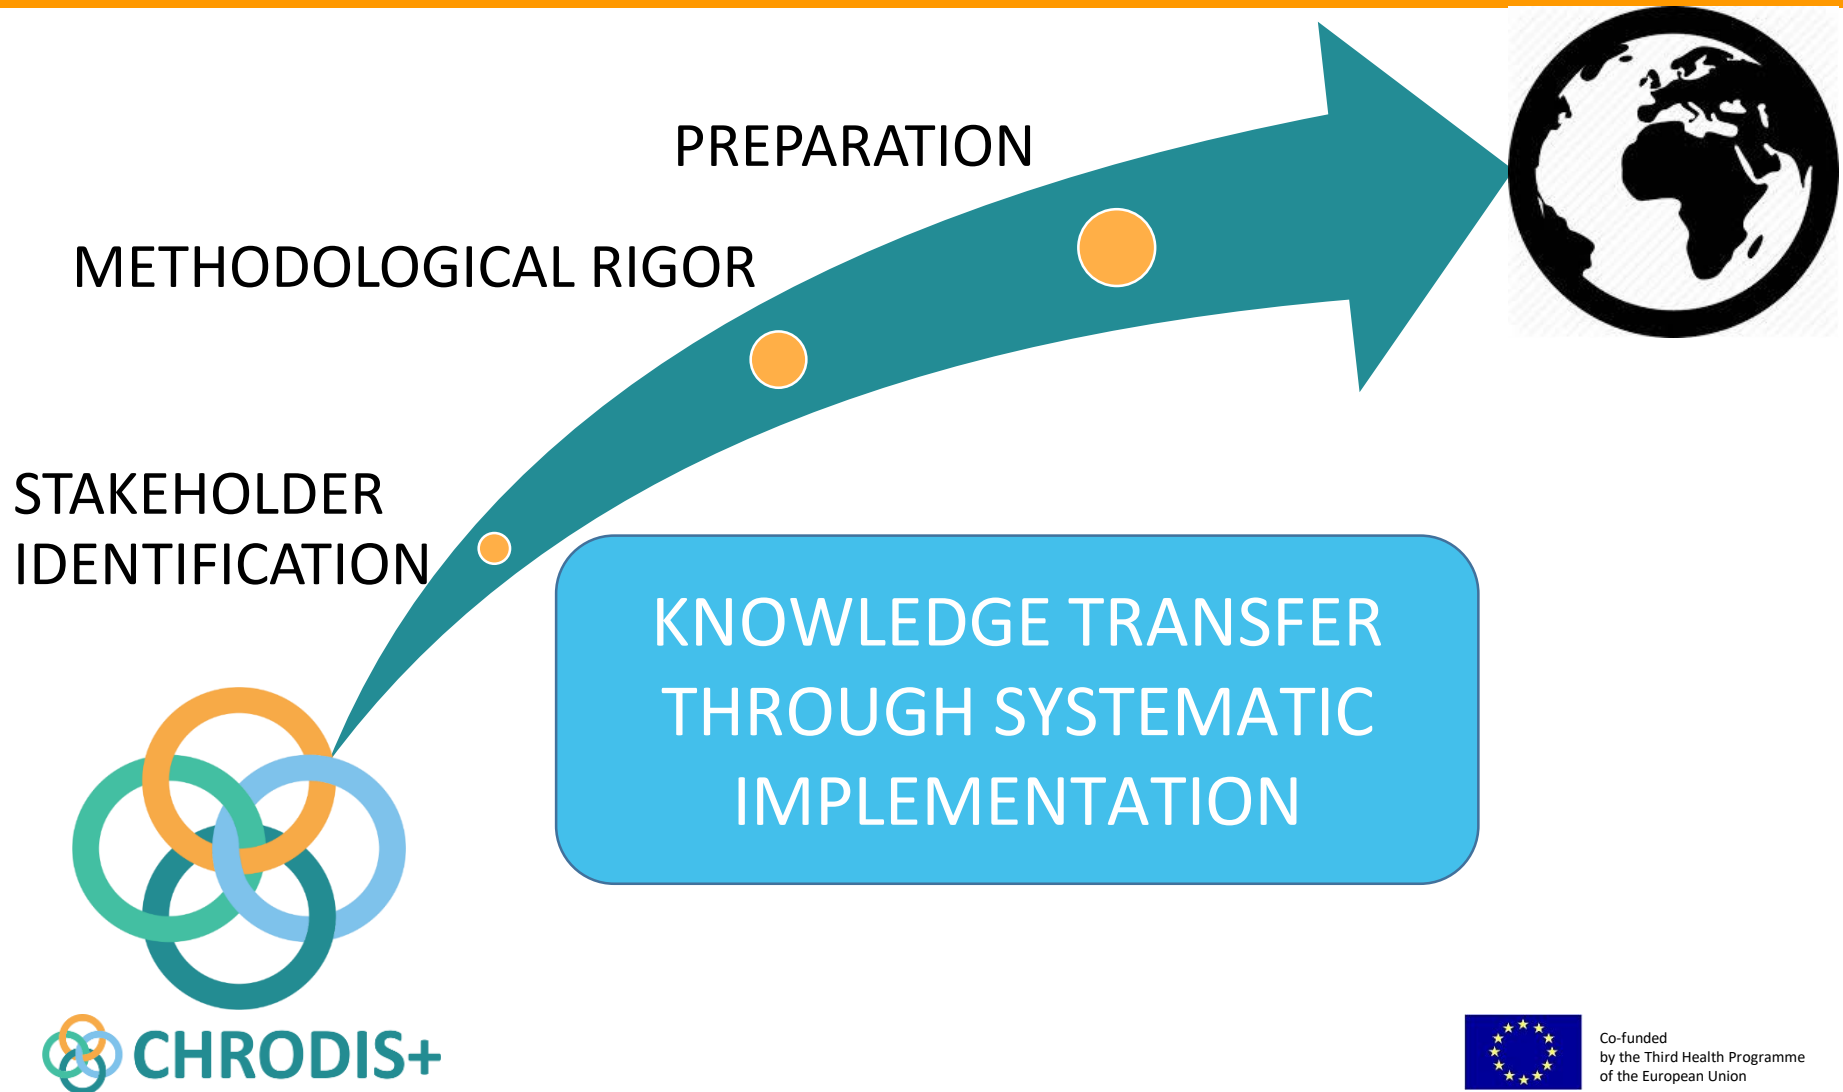 PREPARATION
METHODOLOGICAL RIGOR
STAKEHOLDER
IDENTIFICATION
KNOWLEDGE TRANSFER
THROUGH SYSTEMATIC
IMPLEMENTATION
CHRODIS+
Co-funded
by the Third Health Programme
of the European Union